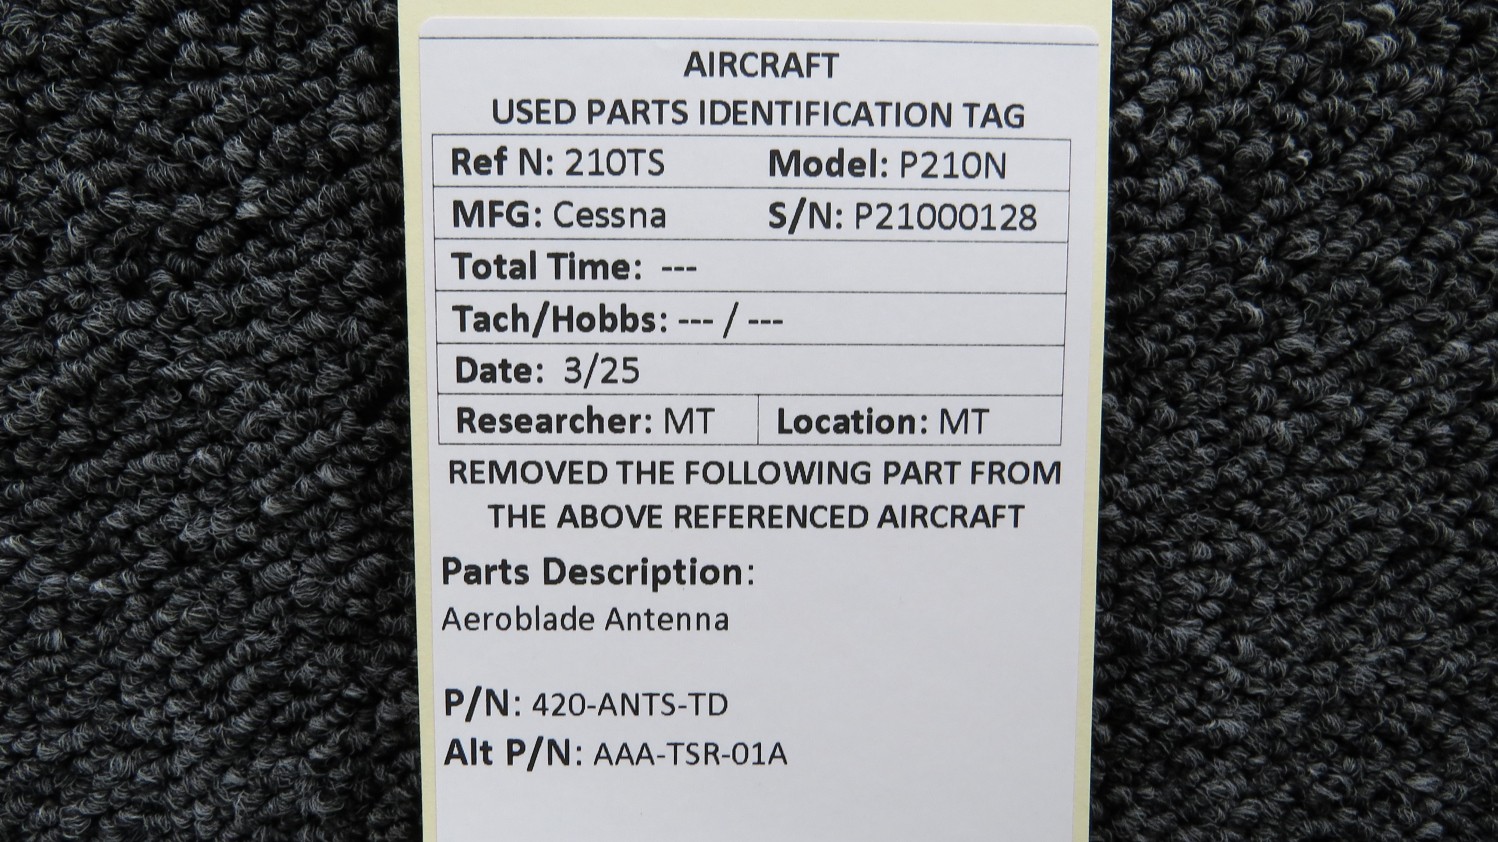 AIRCRAFT
USED PARTS IDENTIFICATION TAG
Ref N: 210TS Model: P210N
MFG: Cessna S/N: P21000128
Total Time: ---
Tach/Hobbs: --- / ---
Date: 3/25
Researcher: MT Location: MT
REMOVED THE FOLLOWING PART FROM
THE ABOVE REFERENCED AIRCRAFT
Parts Description:
Aeroblade Antenna
P/N: 420-ANTS-TD
Alt P/N: AAA-TSR-01A